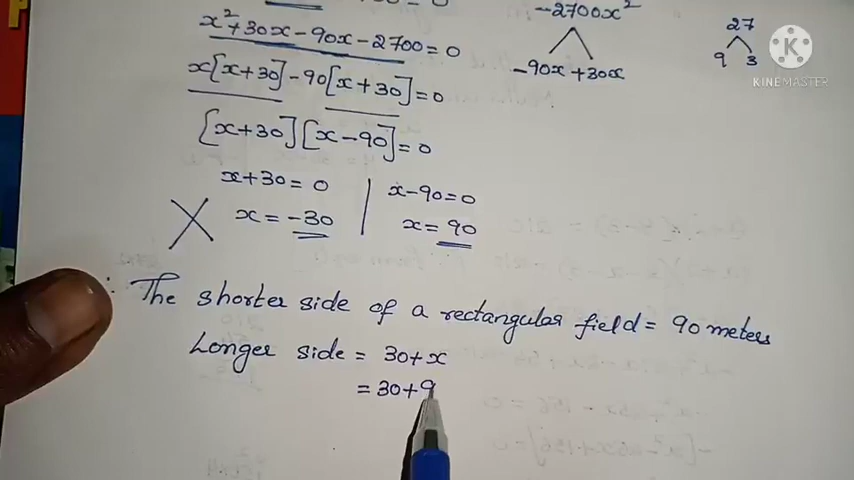 -2700x²
x²+30x-90x-2700=0
-90x+30x
27
9 3
KINEMASTER
x[x+30]-90[x+30]=0
[x+30][x-90]=0
x+30=0 x-90=0
x=-30 x=90
∴ The shorter side of a rectangular field = 90 meters
Longer side = 30+x
= 30+9